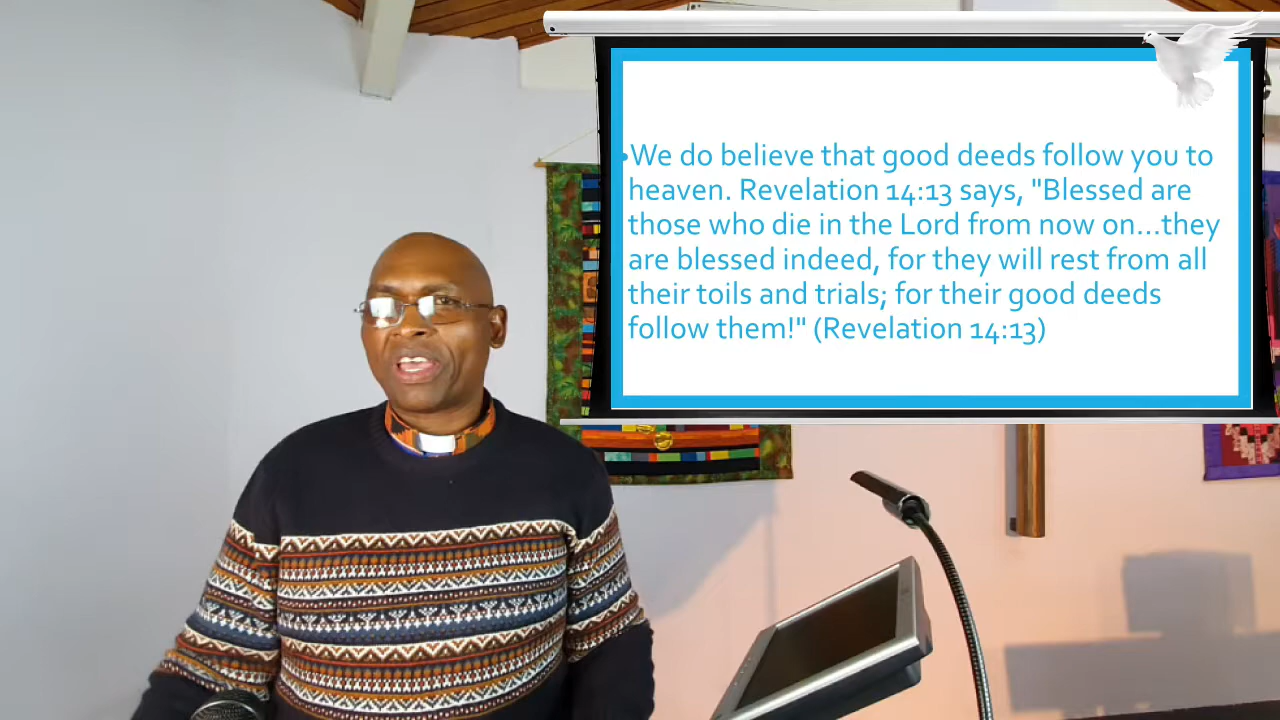 •We do believe that good deeds follow you to
heaven. Revelation 14:13 says, "Blessed are
those who die in the Lord from now on...they
are blessed indeed, for they will rest from all
their toils and trials; for their good deeds
follow them!" (Revelation 14:13)